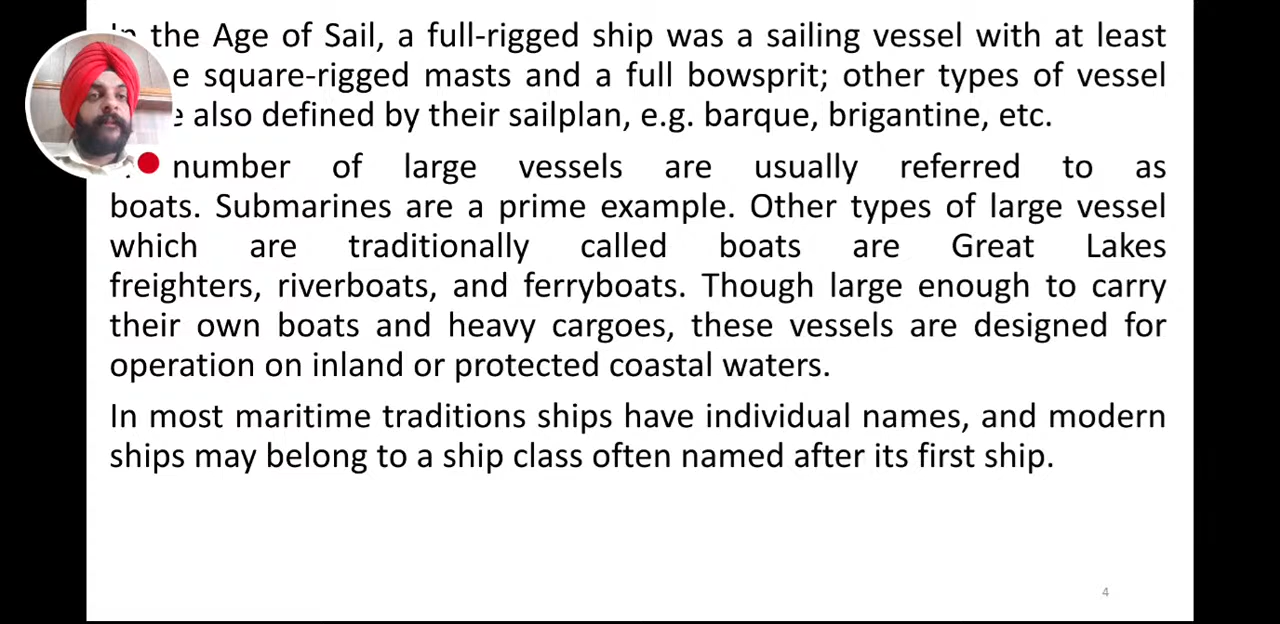 the Age of Sail, a full-rigged ship was a sailing vessel with at least
square-rigged masts and a full bowsprit; other types of vessel
also defined by their sailplan, e.g. barque, brigantine, etc.
number of large vessels are usually referred to as
boats. Submarines are a prime example. Other types of large vessel
which are traditionally called boats are Great Lakes
freighters, riverboats, and ferryboats. Though large enough to carry
their own boats and heavy cargoes, these vessels are designed for
operation on inland or protected coastal waters.
In most maritime traditions ships have individual names, and modern
ships may belong to a ship class often named after its first ship.
4